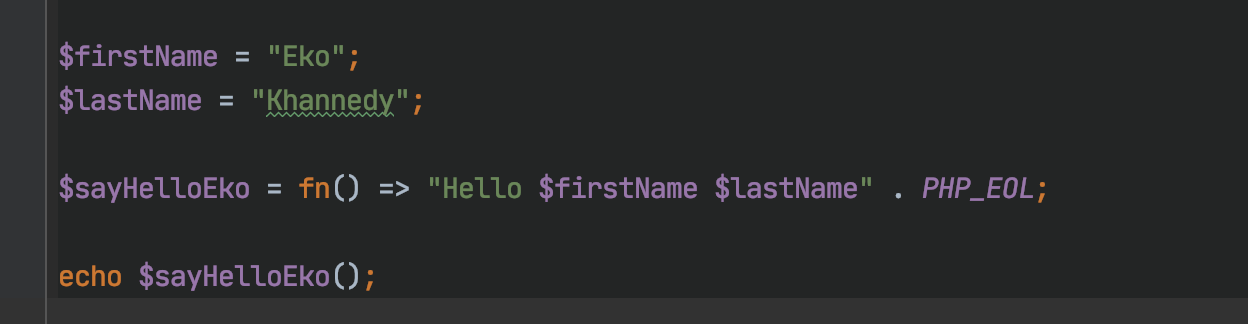 $firstName = "Eko";
$lastName = "Khannedy";
$sayHelloEko = fn() => "Hello $firstName $lastName" . PHP_EOL;
echo $sayHelloEko();